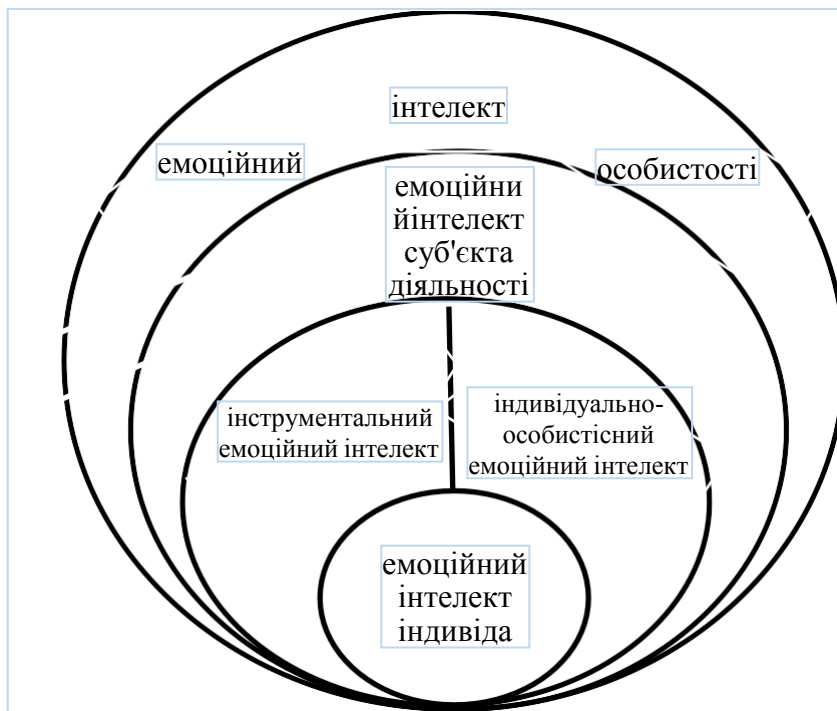 інтелект
емоційний
особистості
емоційни
йінтелект
суб'єкта
діяльності
інструментальний
емоційний інтелект
індивідуально-
особистісний
емоційний інтелект
емоційний
інтелект
індивіда